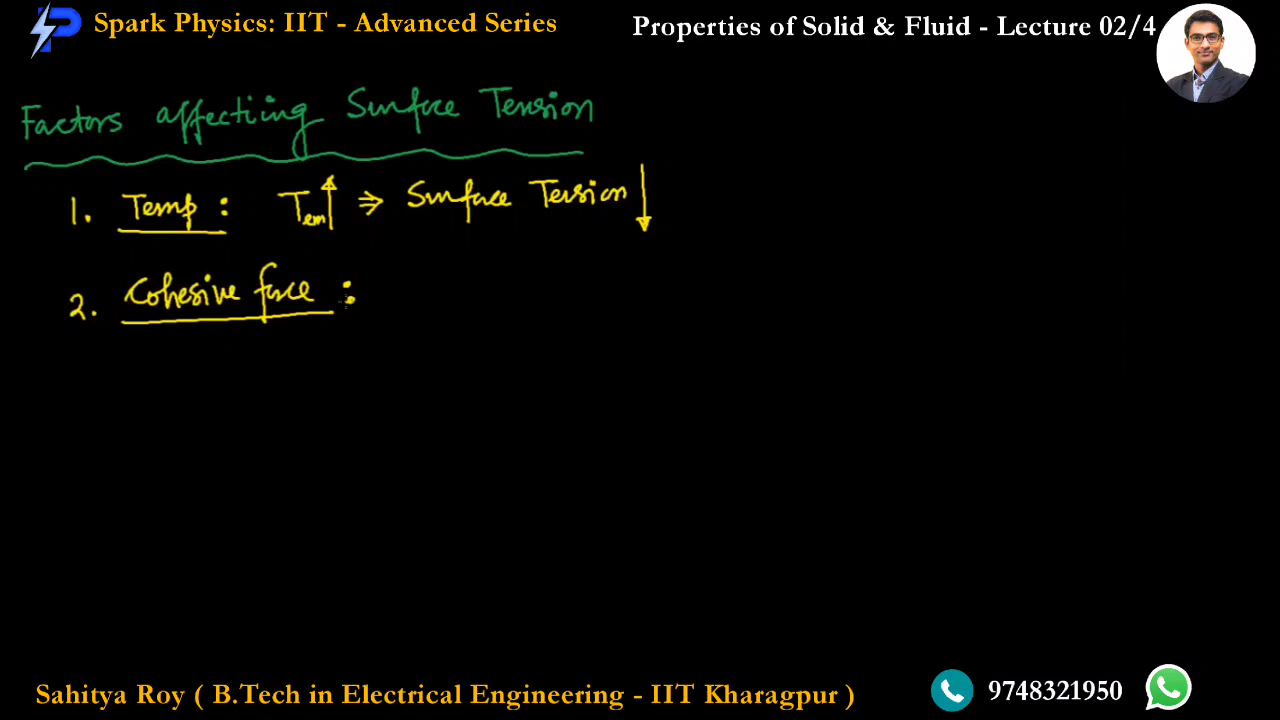 Spark Physics: IIT - Advanced Series
Properties of Solid & Fluid - Lecture 02/4
Factors affectiing Surface Tension
1. Temp : Tem↑ ⇒ Surface Tension ↓
2. Cohesive force :
Sahitya Roy ( B.Tech in Electrical Engineering - IIT Kharagpur )
9748321950